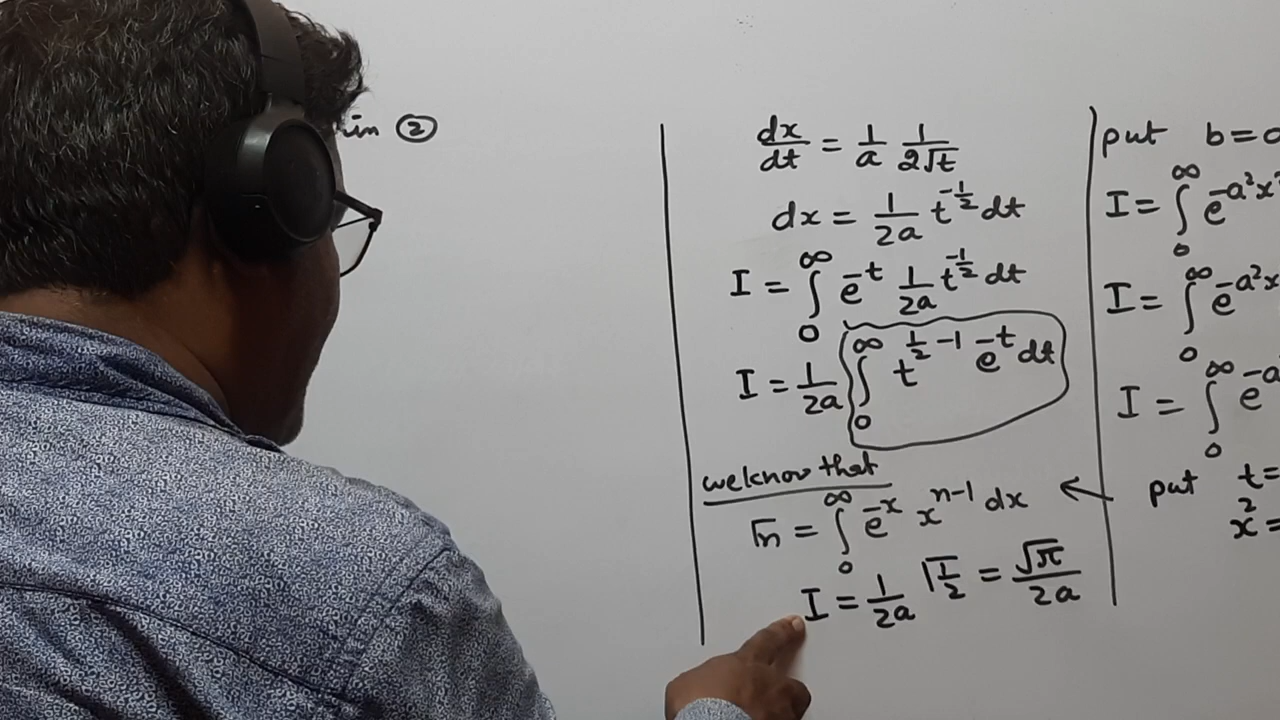 in ②
dx/dt = 1/a 1/2√t
dx = 1/2a t^-1/2 dt
I = ∫₀^∞ e^-t 1/2a t^-1/2 dt
I = 1/2a ∫₀^∞ t^1/2-1 e^-t dt
we know that
Γn = ∫₀^∞ e^-x x^n-1 dx
I = 1/2a Γ1/2 = √π/2a
put b=
I = ∫₀^∞ e^-a²x
I = ∫₀^∞ e^-a²x
I = ∫₀^∞ e^-a
put t=
x² =